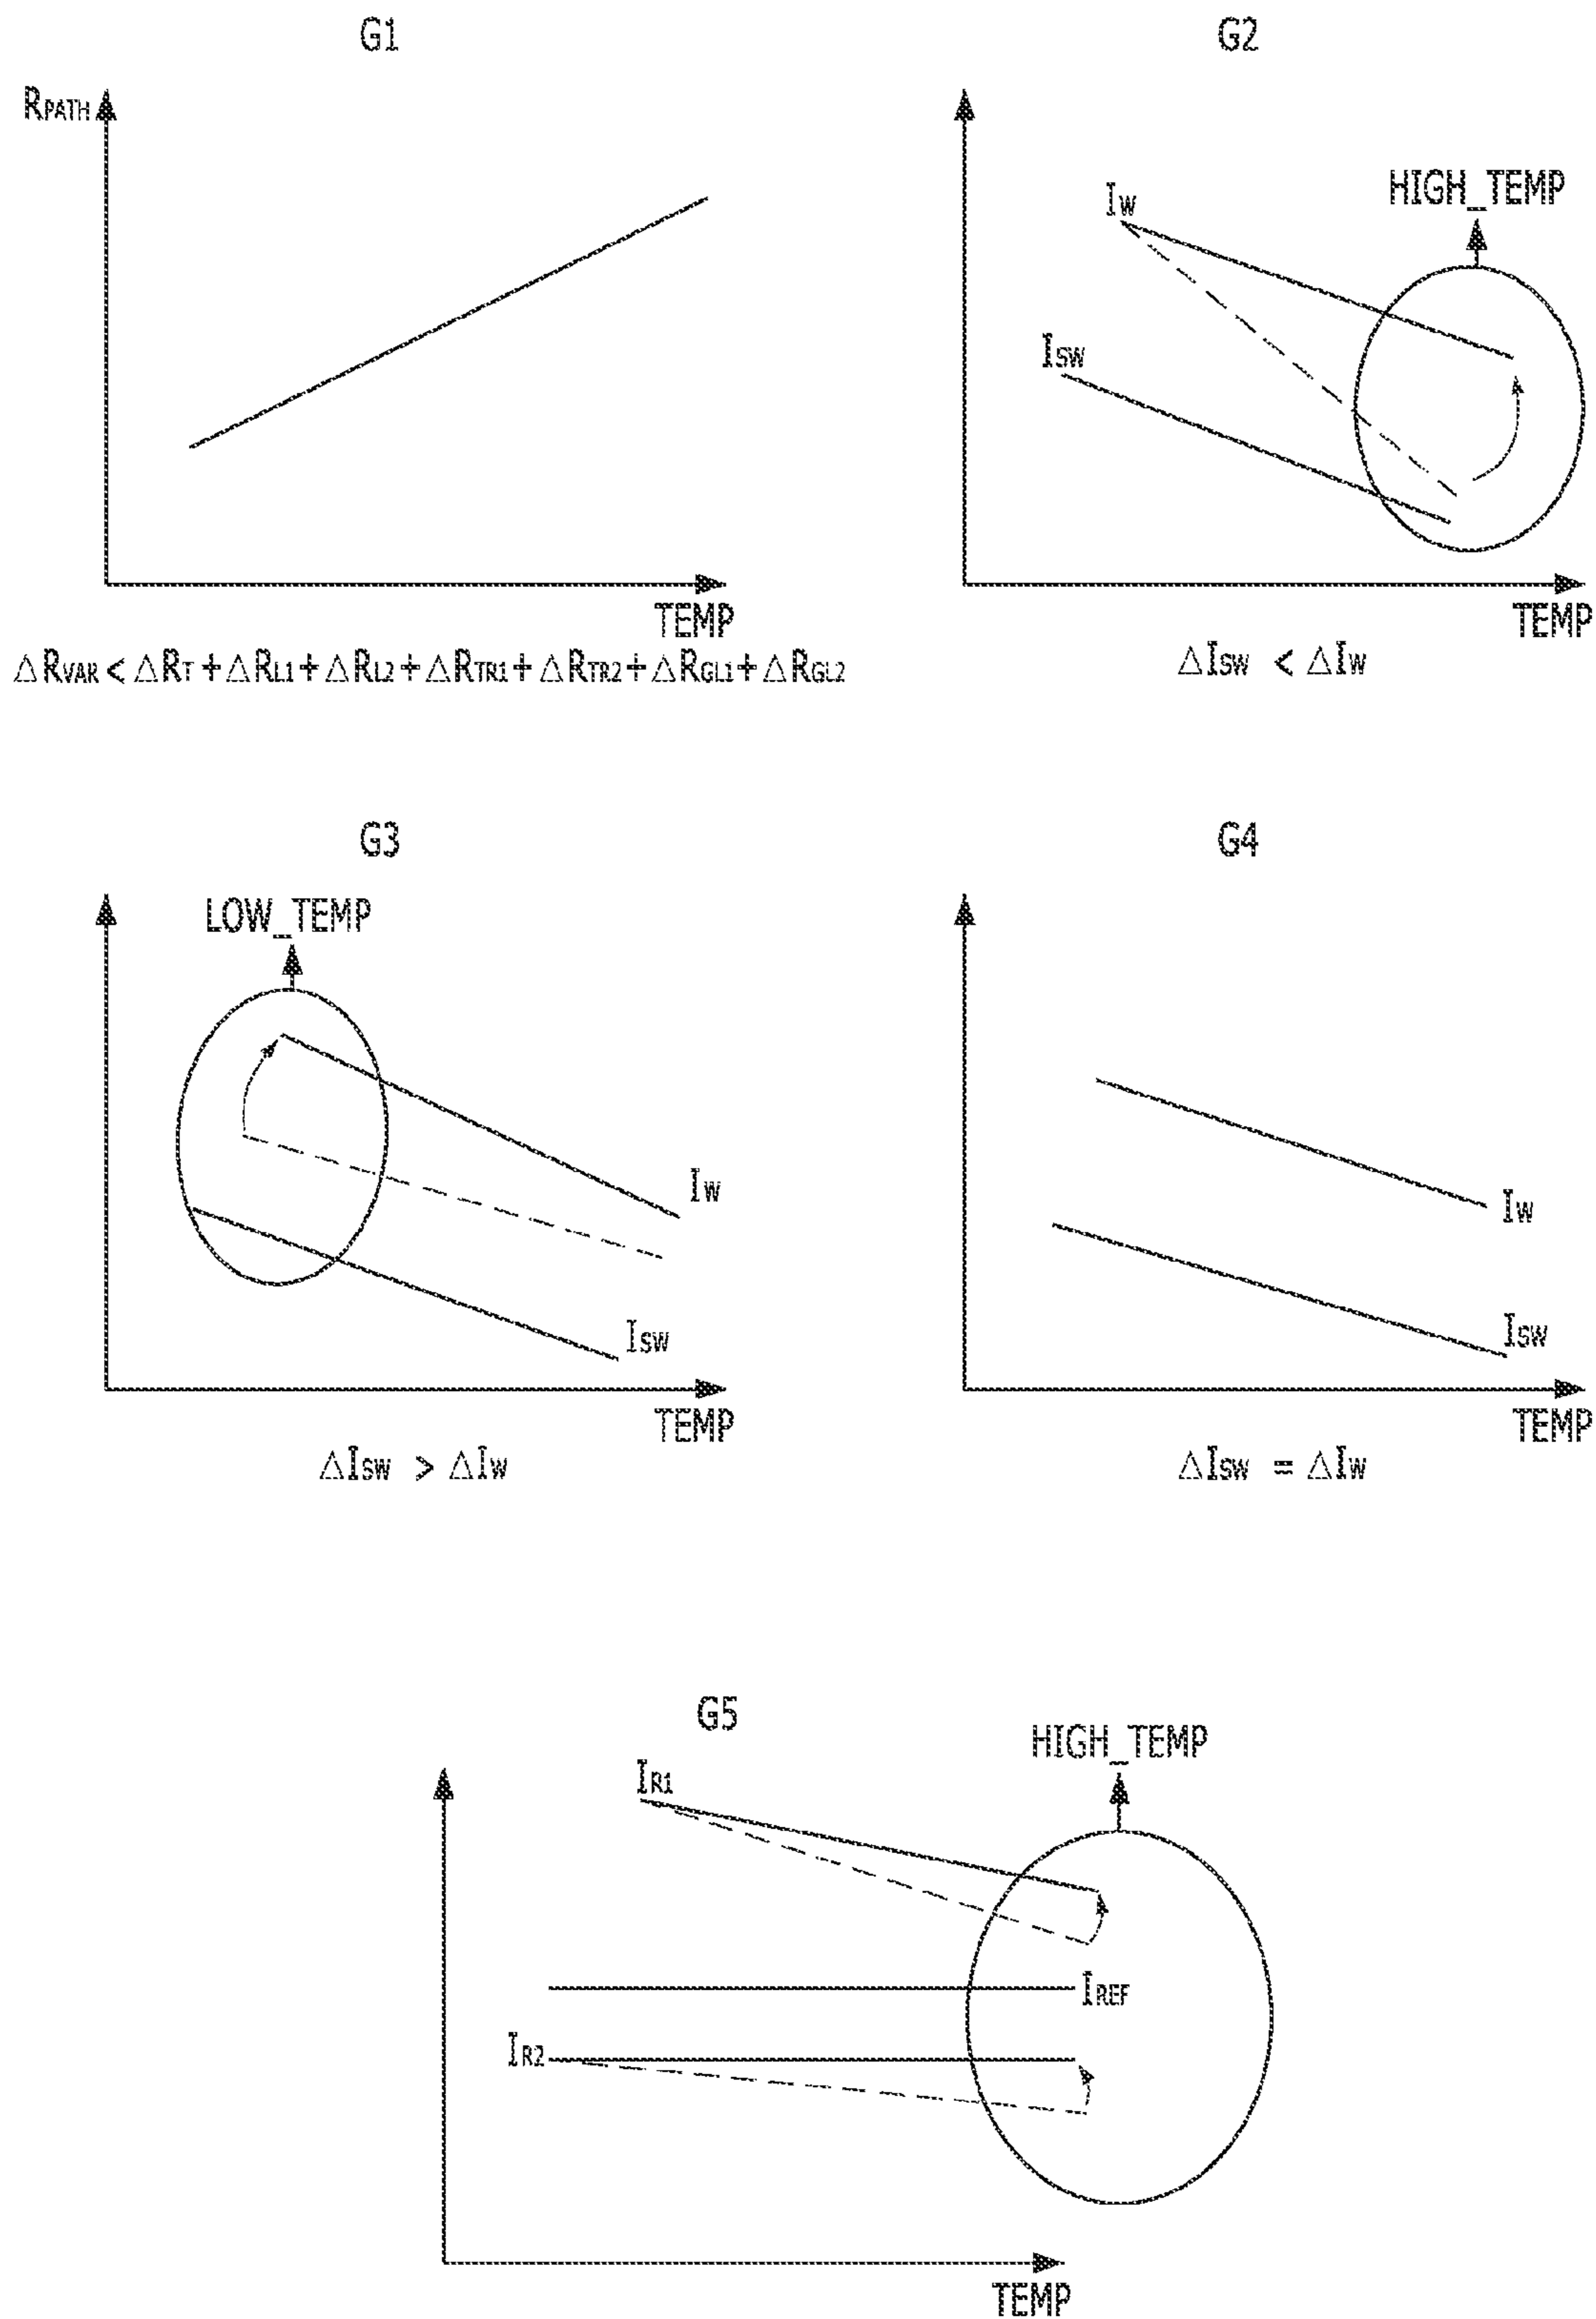 G1
RPATH
TEMP
△RVAR < △RT + △RL1 + △RL2 + △RTR1 + △RTR2 + △RGL1 + △RGL2
G2
IW
HIGH_TEMP
ISW
TEMP
△ISW < △IW
G3
LOW_TEMP
IW
ISW
TEMP
△ISW > △IW
G4
IW
ISW
TEMP
△ISW = △IW
G5
IR1
HIGH_TEMP
IREF
IR2
TEMP